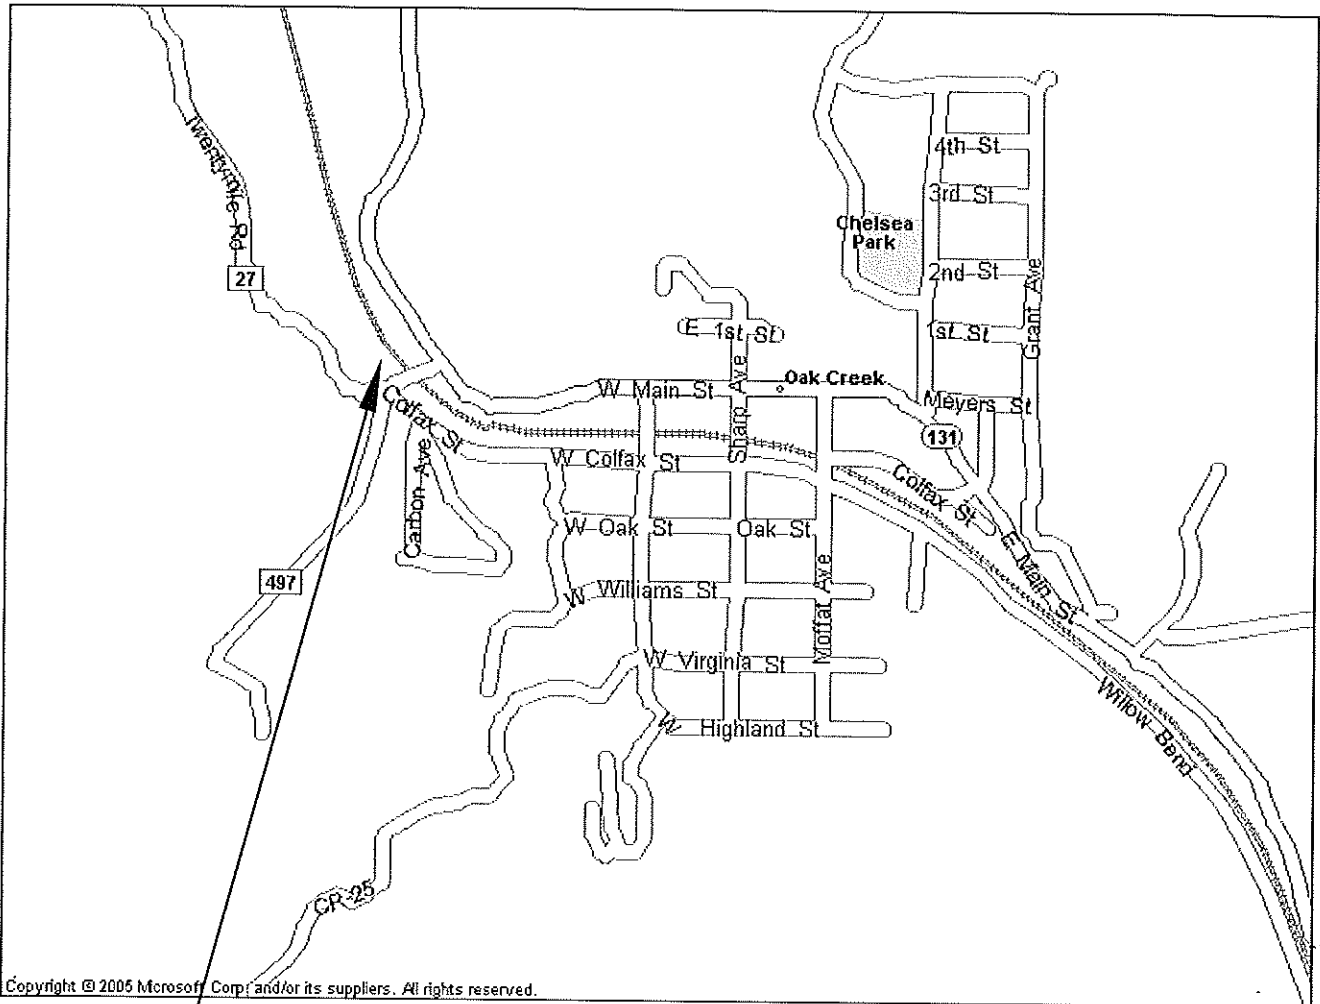 Twentymile Rd
27
4th St
3rd St
Chelsea
Park
2nd St
Grant Ave
1st St
E 1st St
Oak Creek
W Main St
Sharp Ave
Meyers St
131
Colfax St
Carbon Ave
W Colfax St
Colfax St
W Oak St
Oak St
E Main St
497
W Williams St
Moffat Ave
W Virginia St
Willow Bend
W Highland St
CR-25
Copyright © 2005 Microsoft Corp. and/or its suppliers. All rights reserved.